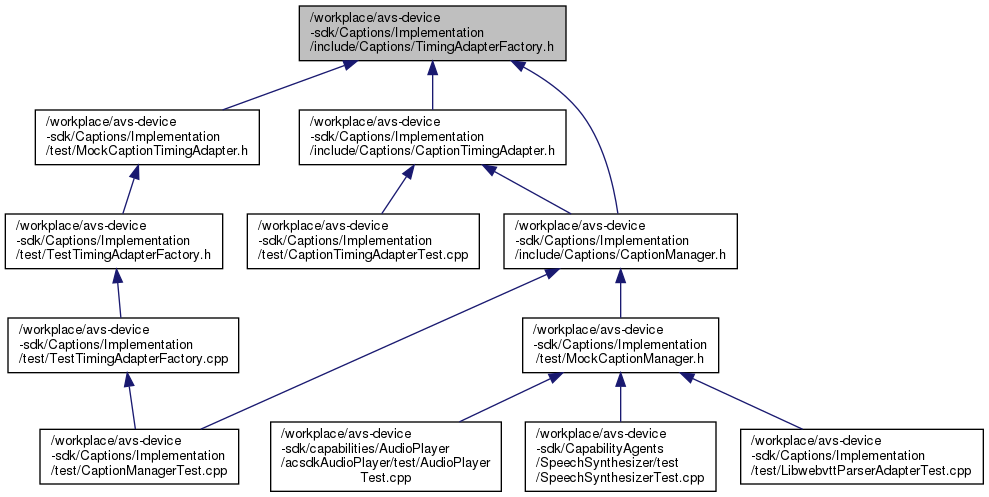 /workplace/avs-device
-sdk/Captions/Implementation
/include/Captions/TimingAdapterFactory.h
/workplace/avs-device
-sdk/Captions/Implementation
/test/MockCaptionTimingAdapter.h
/workplace/avs-device
-sdk/Captions/Implementation
/include/Captions/CaptionTimingAdapter.h
/workplace/avs-device
-sdk/Captions/Implementation
/test/TestTimingAdapterFactory.h
/workplace/avs-device
-sdk/Captions/Implementation
/test/CaptionTimingAdapterTest.cpp
/workplace/avs-device
-sdk/Captions/Implementation
/include/Captions/CaptionManager.h
/workplace/avs-device
-sdk/Captions/Implementation
/test/TestTimingAdapterFactory.cpp
/workplace/avs-device
-sdk/Captions/Implementation
/test/MockCaptionManager.h
/workplace/avs-device
-sdk/Captions/Implementation
/test/CaptionManagerTest.cpp
/workplace/avs-device
-sdk/capabilities/AudioPlayer
/acsdkAudioPlayer/test/AudioPlayer
Test.cpp
/workplace/avs-device
-sdk/CapabilityAgents
/SpeechSynthesizer/test
/SpeechSynthesizerTest.cpp
/workplace/avs-device
-sdk/Captions/Implementation
/test/LibwebvttParserAdapterTest.cpp